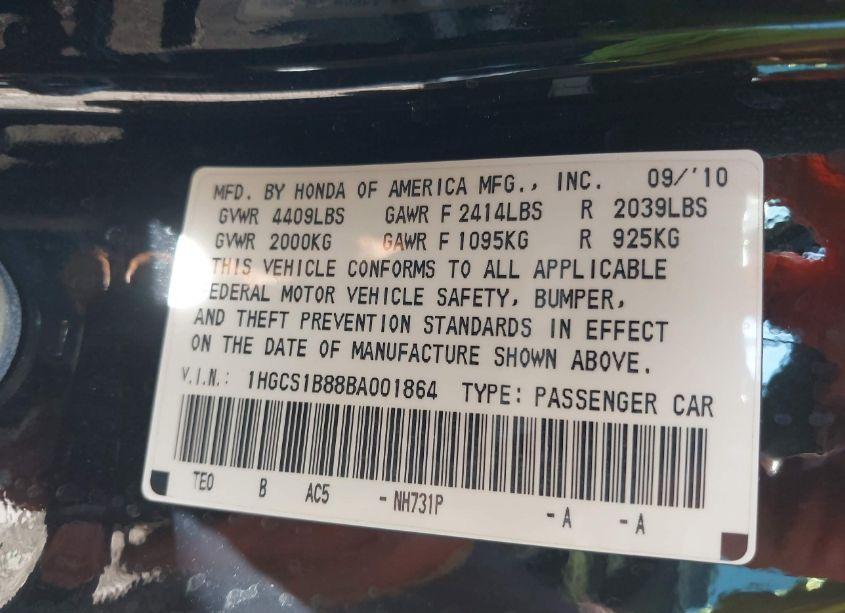 MFD. BY HONDA OF AMERICA MFG., INC. 09/'10
GVWR 4409LBS GAWR F 2414LBS R 2039LBS
GVWR 2000KG GAWR F 1095KG R 925KG
THIS VEHICLE CONFORMS TO ALL APPLICABLE
FEDERAL MOTOR VEHICLE SAFETY, BUMPER,
AND THEFT PREVENTION STANDARDS IN EFFECT
ON THE DATE OF MANUFACTURE SHOWN ABOVE.
V.I.N.: 1HGCS1B88BA001864 TYPE: PASSENGER CAR
TE0 B AC5 - NH731P - A - A